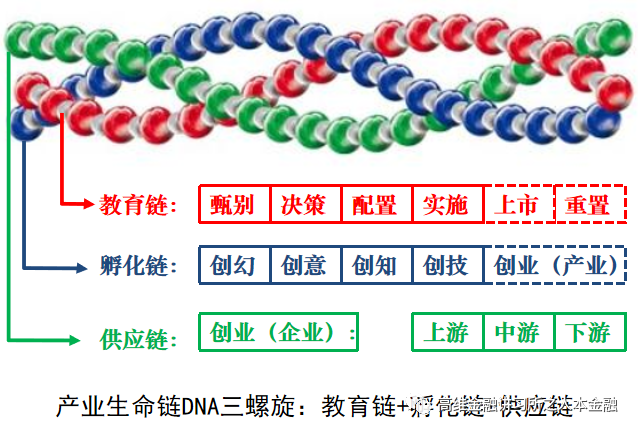 教育链： 甄别 决策 配置 实施 上市 重置
孵化链： 创幻 创意 创知 创技 创业（产业）
供应链： 创业（企业）： 上游 中游 下游
产业生命链DNA三螺旋：教育链+孵化链 供应链